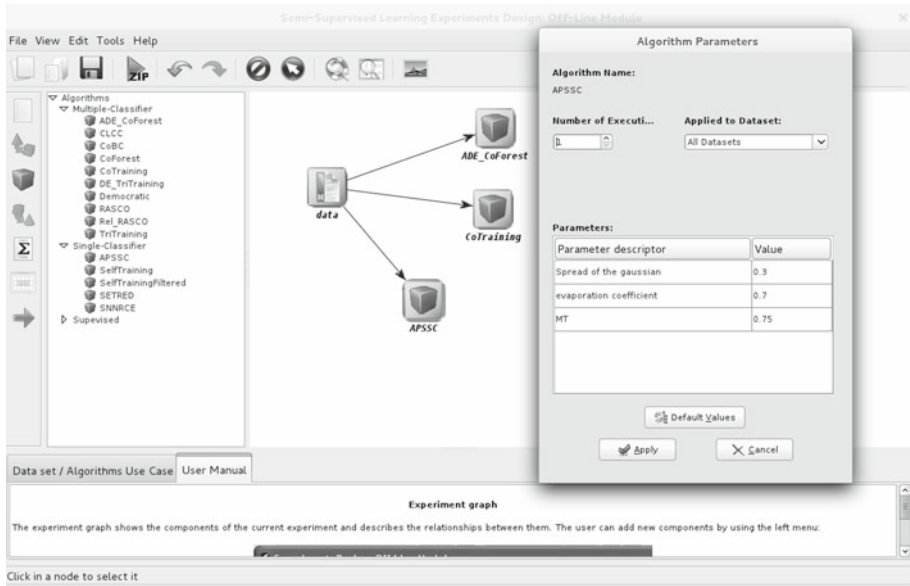 Semi-Supervised Learning Experiments Design: Off-Line Module
File View Edit Tools Help
ZIP
Algorithms
Multiple-Classifier
ADE_CoForest
CLCC
CoBC
CoForest
CoTraining
DE_TriTraining
Democratic
RASCO
Rel_RASCO
TriTraining
Single-Classifier
APSSC
SelfTraining
SelfTrainingFiltered
SETRED
SNNRCE
Supevised
data
ADE_CoForest
CoTraining
APSSC
Algorithm Parameters
Algorithm Name:
APSSC
Number of Executi... Applied to Dataset:
1 All Datasets
Parameters:
Parameter descriptor Value
Spread of the gaussian 0.3
evaporation coefficient 0.7
MT 0.75
Default Values
Apply Cancel
Data set / Algorithms Use Case User Manual
Experiment graph
The experiment graph shows the components of the current experiment and describes the relationships between them. The user can add new components by using the left menu:
Click in a node to select it